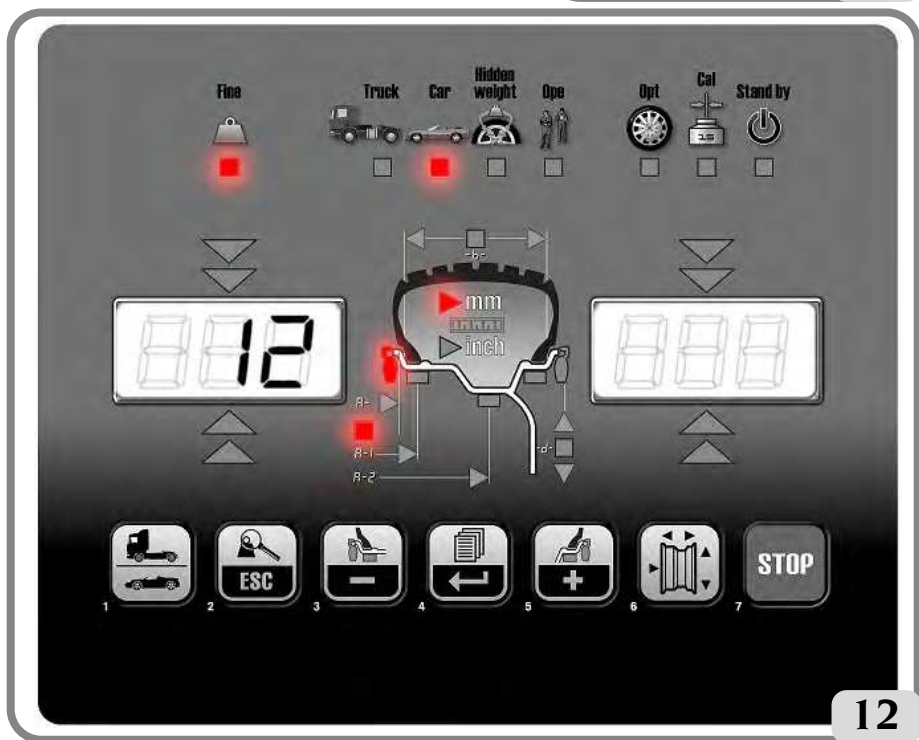 Fine
Truck
Car
Hidden
weight
Ope
Opt
Cal
Stand by
15
-b-
mm
inch
12
A-
A-1
-d-
A-2
ESC
STOP
1
2
3
4
5
6
7
12